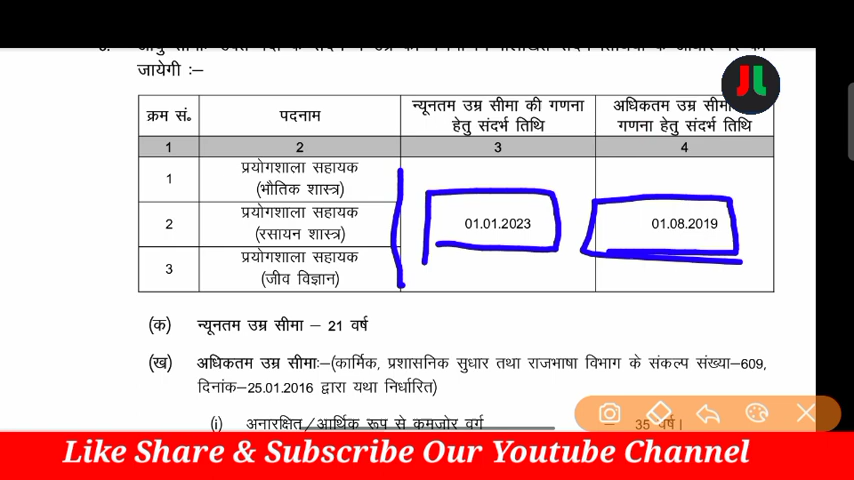 जायेगी :–
क्रम सं॰ पदनाम न्यूनतम उम्र सीमा की गणना हेतु संदर्भ तिथि अधिकतम उम्र सीमा गणना हेतु संदर्भ तिथि
1 2 3 4
1 प्रयोगशाला सहायक (भौतिक शास्त्र)
2 प्रयोगशाला सहायक (रसायन शास्त्र) 01.01.2023 01.08.2019
3 प्रयोगशाला सहायक (जीव विज्ञान)
(क) न्यूनतम उम्र सीमा – 21 वर्ष
(ख) अधिकतम उम्र सीमाः–(कार्मिक, प्रशासनिक सुधार तथा राजभाषा विभाग के संकल्प संख्या–609,
दिनांक–25.01.2016 द्वारा यथा निर्धारित)
(i) अनारक्षित/आर्थिक रूप से कमजोर वर्ग – 35 वर्ष।
Like Share & Subscribe Our Youtube Channel